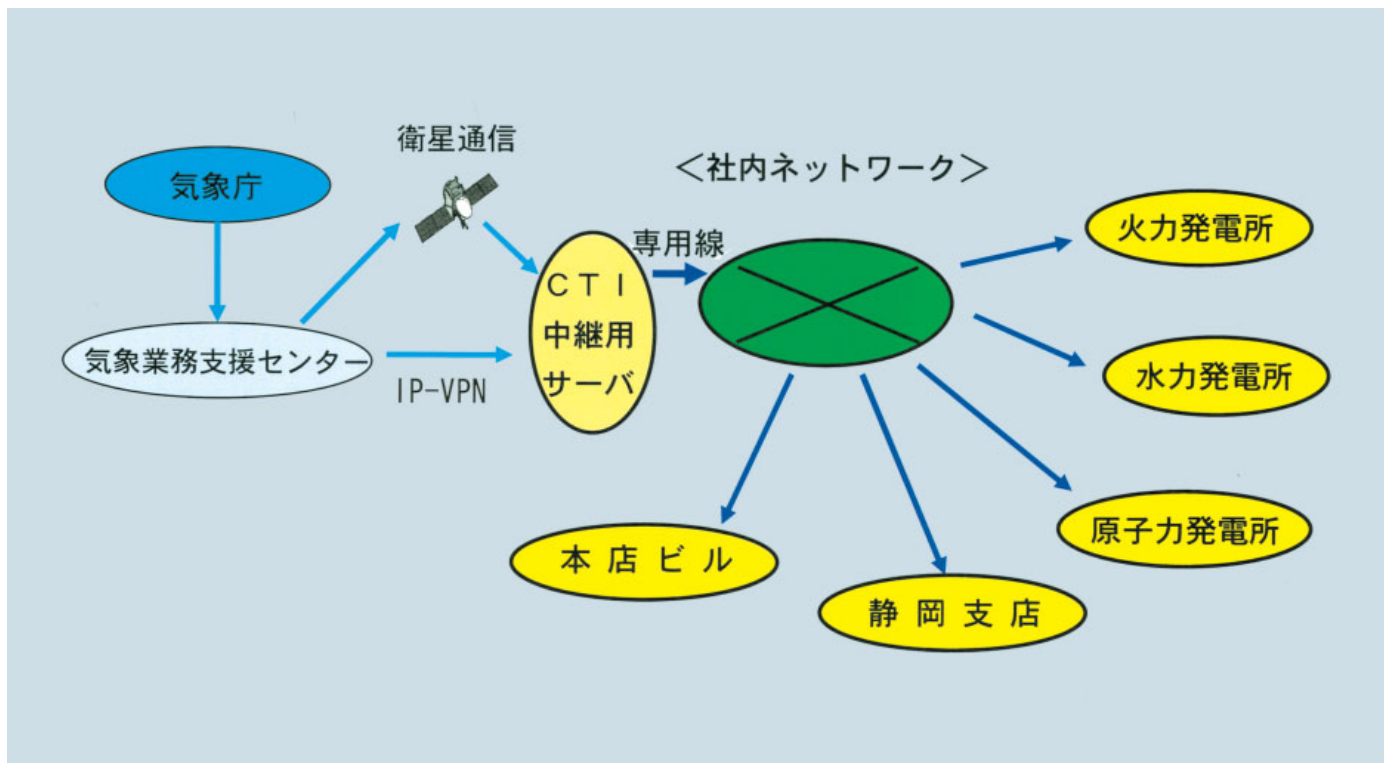 衛星通信
気象庁
＜社内ネットワーク＞
専用線
火力発電所
ＣＴＩ
中継用
サーバ
気象業務支援センター
IP-VPN
水力発電所
原子力発電所
本店ビル
静岡支店